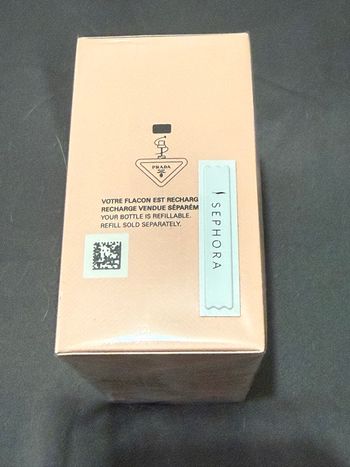 PRADA
VOTRE FLACON EST RECHARG
RECHARGE VENDUE SÉPARÉM
YOUR BOTTLE IS REFILLABLE.
REFILL SOLD SEPARATELY.
SEPHORA